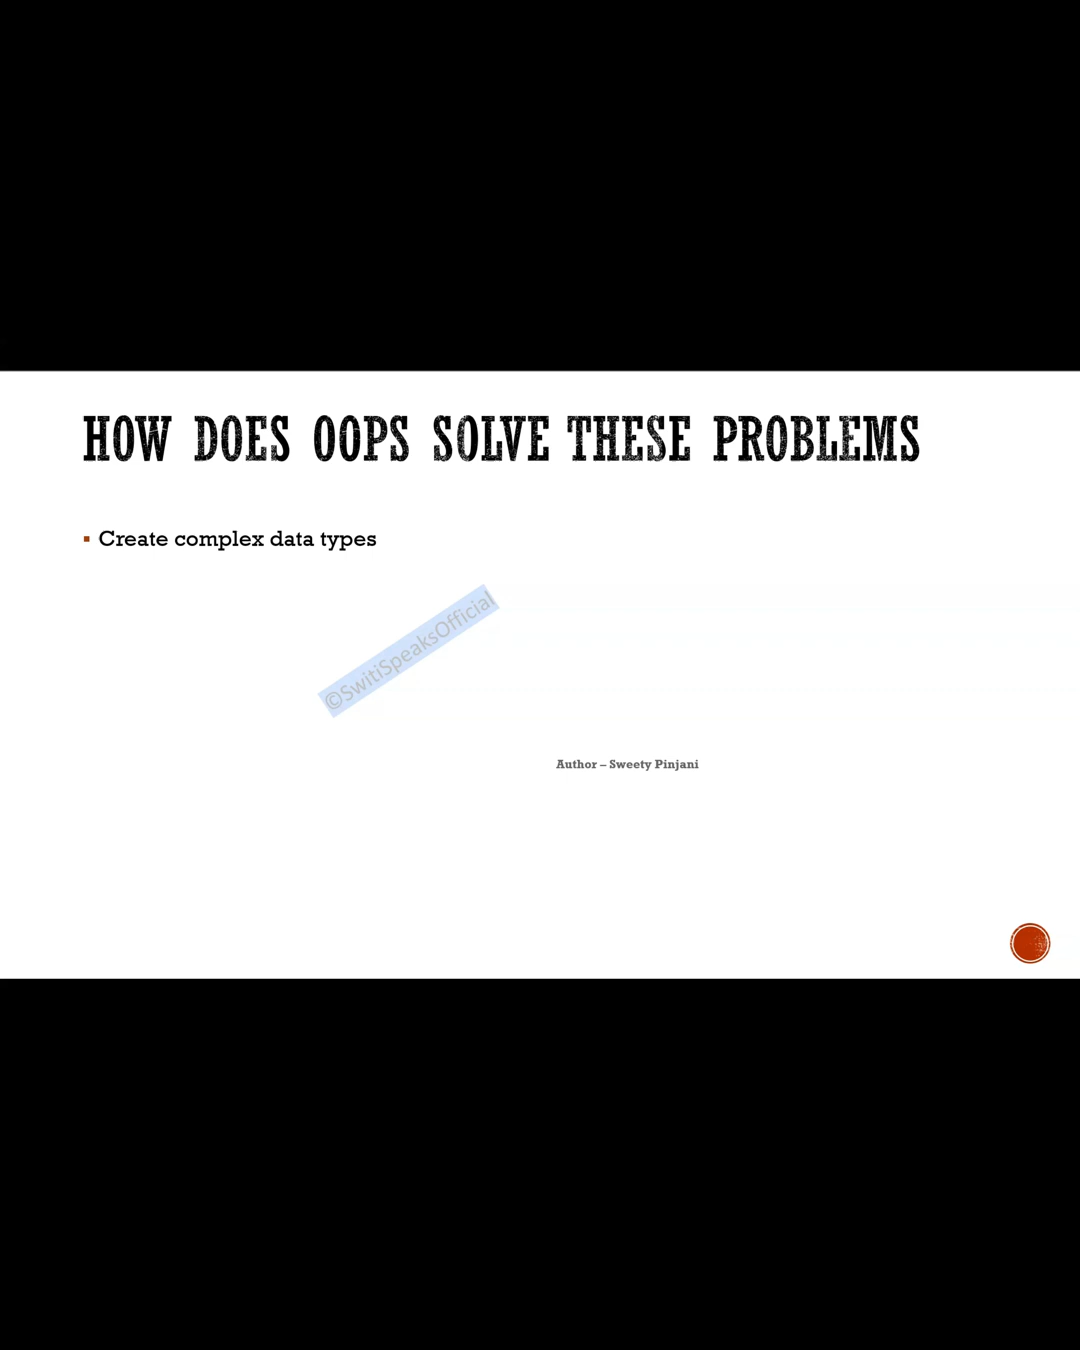 HOW DOES OOPS SOLVE THESE PROBLEMS
▪ Create complex data types
©SwitiSpeaksOfficial
Author – Sweety Pinjani